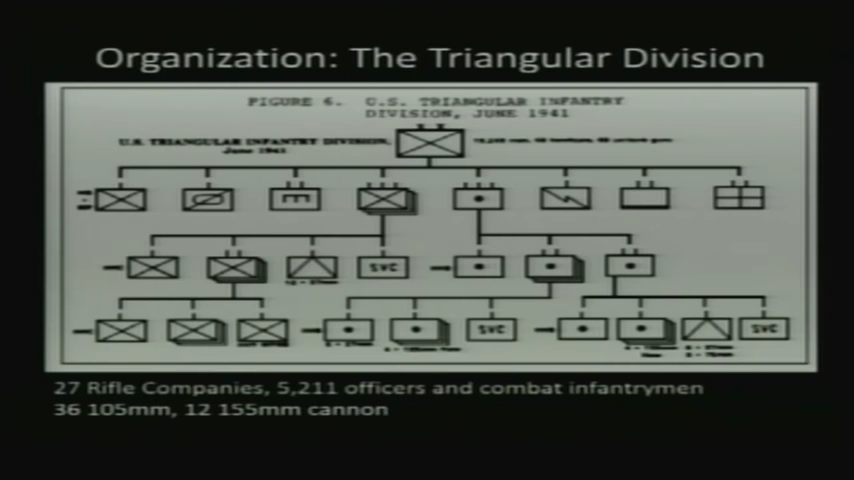 Organization: The Triangular Division
FIGURE 6. U.S. TRIANGULAR INFANTRY
DIVISION, JUNE 1941
U.S. TRIANGULAR INFANTRY DIVISION,
June 1941
SVC
SVC
SVC
27 Rifle Companies, 5,211 officers and combat infantrymen
36 105mm, 12 155mm cannon